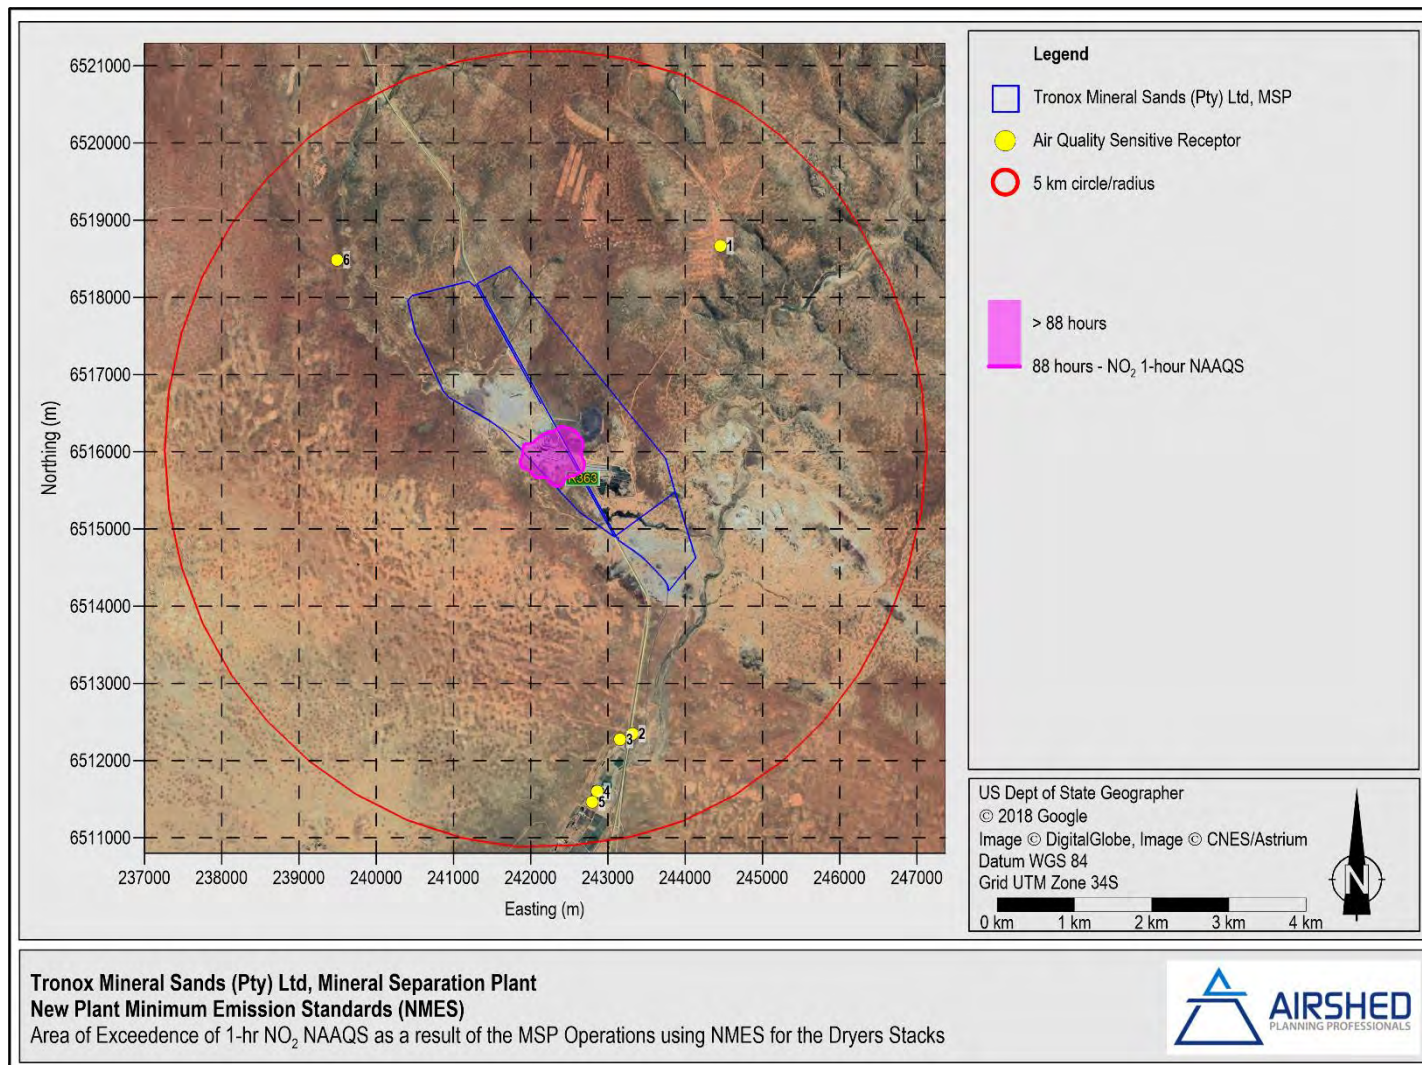 Legend
Tronox Mineral Sands (Pty) Ltd, MSP
Air Quality Sensitive Receptor
5 km circle/radius
> 88 hours
88 hours - NO₂ 1-hour NAAQS
6521000
6520000
6519000
6518000
6517000
6516000
6515000
6514000
6513000
6512000
6511000
Northing (m)
1
6
R363
2
3
4
5
237000 238000 239000 240000 241000 242000 243000 244000 245000 246000 247000
Easting (m)
US Dept of State Geographer
© 2018 Google
Image © DigitalGlobe, Image © CNES/Astrium
Datum WGS 84
Grid UTM Zone 34S
0 km 1 km 2 km 3 km 4 km
N
Tronox Mineral Sands (Pty) Ltd, Mineral Separation Plant
New Plant Minimum Emission Standards (NMES)
Area of Exceedence of 1-hr NO₂ NAAQS as a result of the MSP Operations using NMES for the Dryers Stacks
AIRSHED
PLANNING PROFESSIONALS